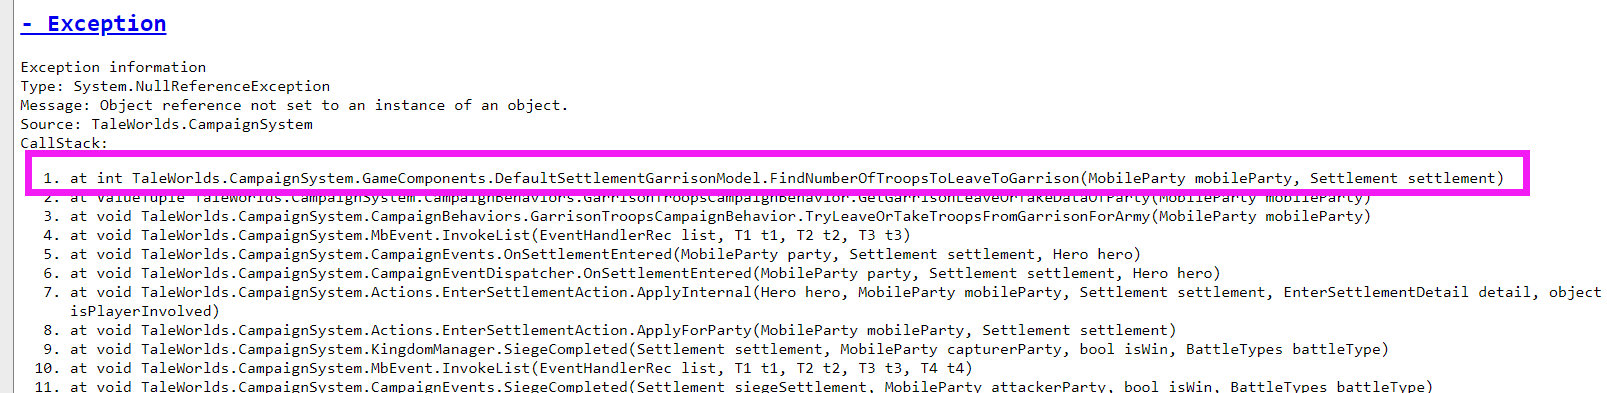 - Exception
Exception information
Type: System.NullReferenceException
Message: Object reference not set to an instance of an object.
Source: TaleWorlds.CampaignSystem
CallStack:
1. at int TaleWorlds.CampaignSystem.GameComponents.DefaultSettlementGarrisonModel.FindNumberOfTroopsToLeaveToGarrison(MobileParty mobileParty, Settlement settlement)
2. at ValueTuple TaleWorlds.CampaignSystem.CampaignBehaviors.GarrisonTroopsCampaignBehavior.GetGarrisonLeaveOrTakeDataOfParty(MobileParty mobileParty)
3. at void TaleWorlds.CampaignSystem.CampaignBehaviors.GarrisonTroopsCampaignBehavior.TryLeaveOrTakeTroopsFromGarrisonForArmy(MobileParty mobileParty)
4. at void TaleWorlds.CampaignSystem.MbEvent.InvokeList(EventHandlerRec list, T1 t1, T2 t2, T3 t3)
5. at void TaleWorlds.CampaignSystem.CampaignEvents.OnSettlementEntered(MobileParty party, Settlement settlement, Hero hero)
6. at void TaleWorlds.CampaignSystem.CampaignEventDispatcher.OnSettlementEntered(MobileParty party, Settlement settlement, Hero hero)
7. at void TaleWorlds.CampaignSystem.Actions.EnterSettlementAction.ApplyInternal(Hero hero, MobileParty mobileParty, Settlement settlement, EnterSettlementDetail detail, object
isPlayerInvolved)
8. at void TaleWorlds.CampaignSystem.Actions.EnterSettlementAction.ApplyForParty(MobileParty mobileParty, Settlement settlement)
9. at void TaleWorlds.CampaignSystem.KingdomManager.SiegeCompleted(Settlement settlement, MobileParty capturerParty, bool isWin, BattleTypes battleType)
10. at void TaleWorlds.CampaignSystem.MbEvent.InvokeList(EventHandlerRec list, T1 t1, T2 t2, T3 t3, T4 t4)
11. at void TaleWorlds.CampaignSystem.CampaignEvents.SiegeCompleted(Settlement siegeSettlement, MobileParty attackerParty, bool isWin, BattleTypes battleType)